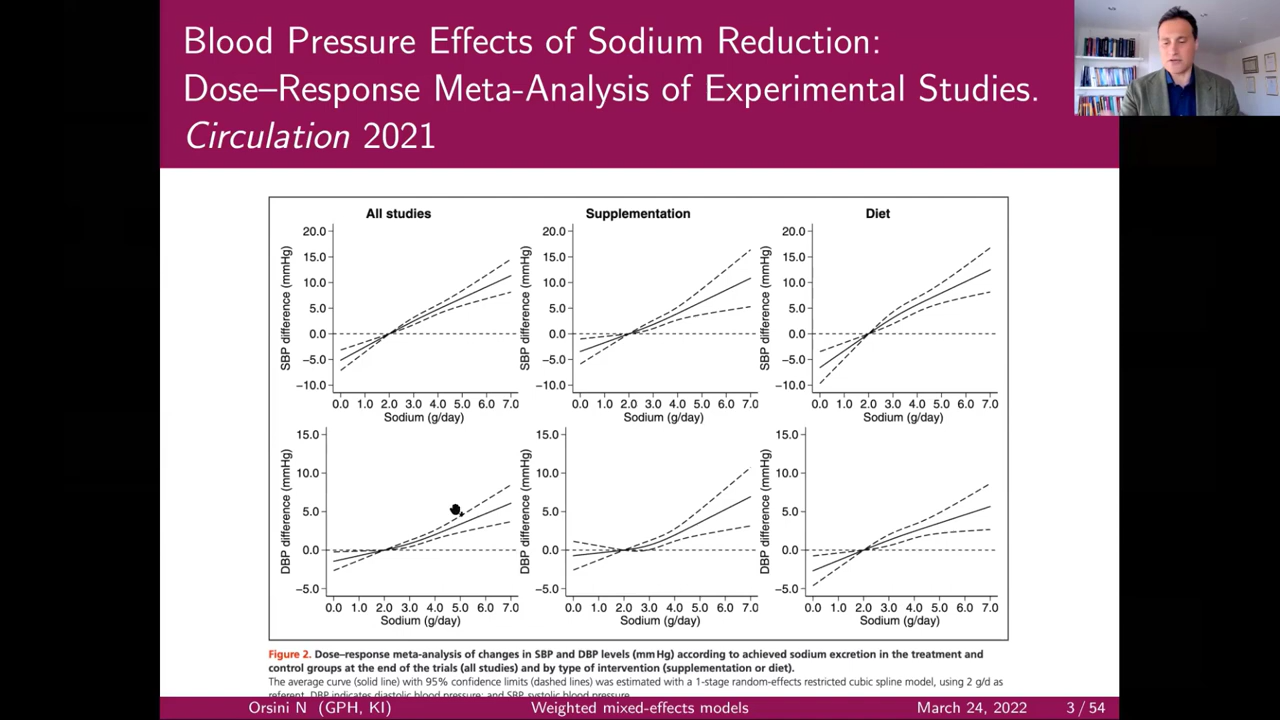 Blood Pressure Effects of Sodium Reduction:
Dose–Response Meta-Analysis of Experimental Studies.
Circulation 2021
All studies
Supplementation
Diet
20.0
15.0
10.0
5.0
0.0
−5.0
−10.0
SBP difference (mmHg)
0.0 1.0 2.0 3.0 4.0 5.0 6.0 7.0
Sodium (g/day)
20.0
15.0
10.0
5.0
0.0
−5.0
−10.0
SBP difference (mmHg)
0.0 1.0 2.0 3.0 4.0 5.0 6.0 7.0
Sodium (g/day)
20.0
15.0
10.0
5.0
0.0
−5.0
−10.0
SBP difference (mmHg)
0.0 1.0 2.0 3.0 4.0 5.0 6.0 7.0
Sodium (g/day)
15.0
10.0
5.0
0.0
−5.0
DBP difference (mmHg)
0.0 1.0 2.0 3.0 4.0 5.0 6.0 7.0
Sodium (g/day)
15.0
10.0
5.0
0.0
−5.0
DBP difference (mmHg)
0.0 1.0 2.0 3.0 4.0 5.0 6.0 7.0
Sodium (g/day)
15.0
10.0
5.0
0.0
−5.0
DBP difference (mmHg)
0.0 1.0 2.0 3.0 4.0 5.0 6.0 7.0
Sodium (g/day)
Figure 2. Dose–response meta-analysis of changes in SBP and DBP levels (mm Hg) according to achieved sodium excretion in the treatment and
control groups at the end of the trials (all studies) and by type of intervention (supplementation or diet).
The average curve (solid line) with 95% confidence limits (dashed lines) was estimated with a 1-stage random-effects restricted cubic spline model, using 2 g/d as
referent. DBP indicates diastolic blood pressure; and SBP, systolic blood pressure.
Orsini N (GPH, KI) Weighted mixed-effects models March 24, 2022 3 / 54